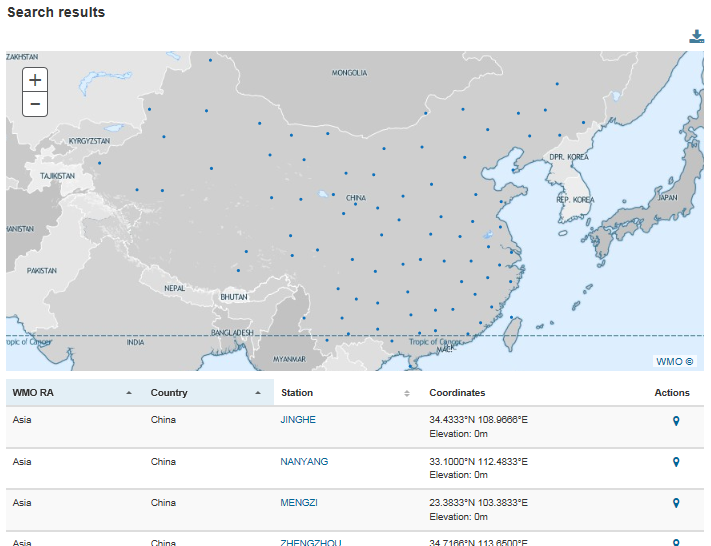 Search results
KAZAKHSTAN
MONGOLIA
+
−
KYRGYZSTAN
TAJIKISTAN
DPR. KOREA
CHINA
REP. KOREA
JAPAN
HANISTAN
PAKISTAN
NEPAL
BHUTAN
BANGLADESH
Tropic of Cancer
INDIA
Tropic of Cancer
MYANMAR
WMO ©
WMO RA Country Station Coordinates Actions
Asia China JINGHE 34.4333°N 108.9666°E
Elevation: 0m
Asia China NANYANG 33.1000°N 112.4833°E
Elevation: 0m
Asia China MENGZI 23.3833°N 103.3833°E
Elevation: 0m
Asia China ZHENGZHOU 34.7166°N 113.6500°E